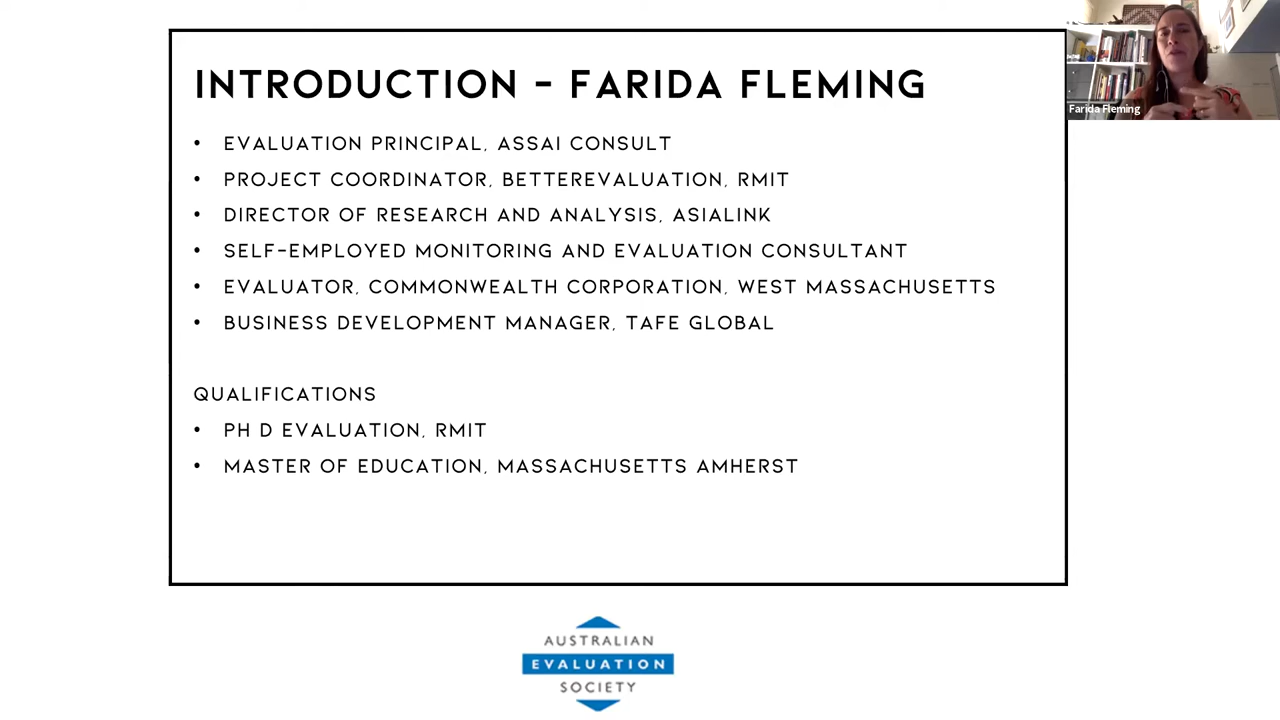 INTRODUCTION - FARIDA FLEMING
• EVALUATION PRINCIPAL, ASSAI CONSULT
• PROJECT COORDINATOR, BETTEREVALUATION, RMIT
• DIRECTOR OF RESEARCH AND ANALYSIS, ASIALINK
• SELF-EMPLOYED MONITORING AND EVALUATION CONSULTANT
• EVALUATOR, COMMONWEALTH CORPORATION, WEST MASSACHUSETTS
• BUSINESS DEVELOPMENT MANAGER, TAFE GLOBAL
QUALIFICATIONS
• PH D EVALUATION, RMIT
• MASTER OF EDUCATION, MASSACHUSETTS AMHERST
Farida Fleming
AUSTRALIAN
EVALUATION
SOCIETY